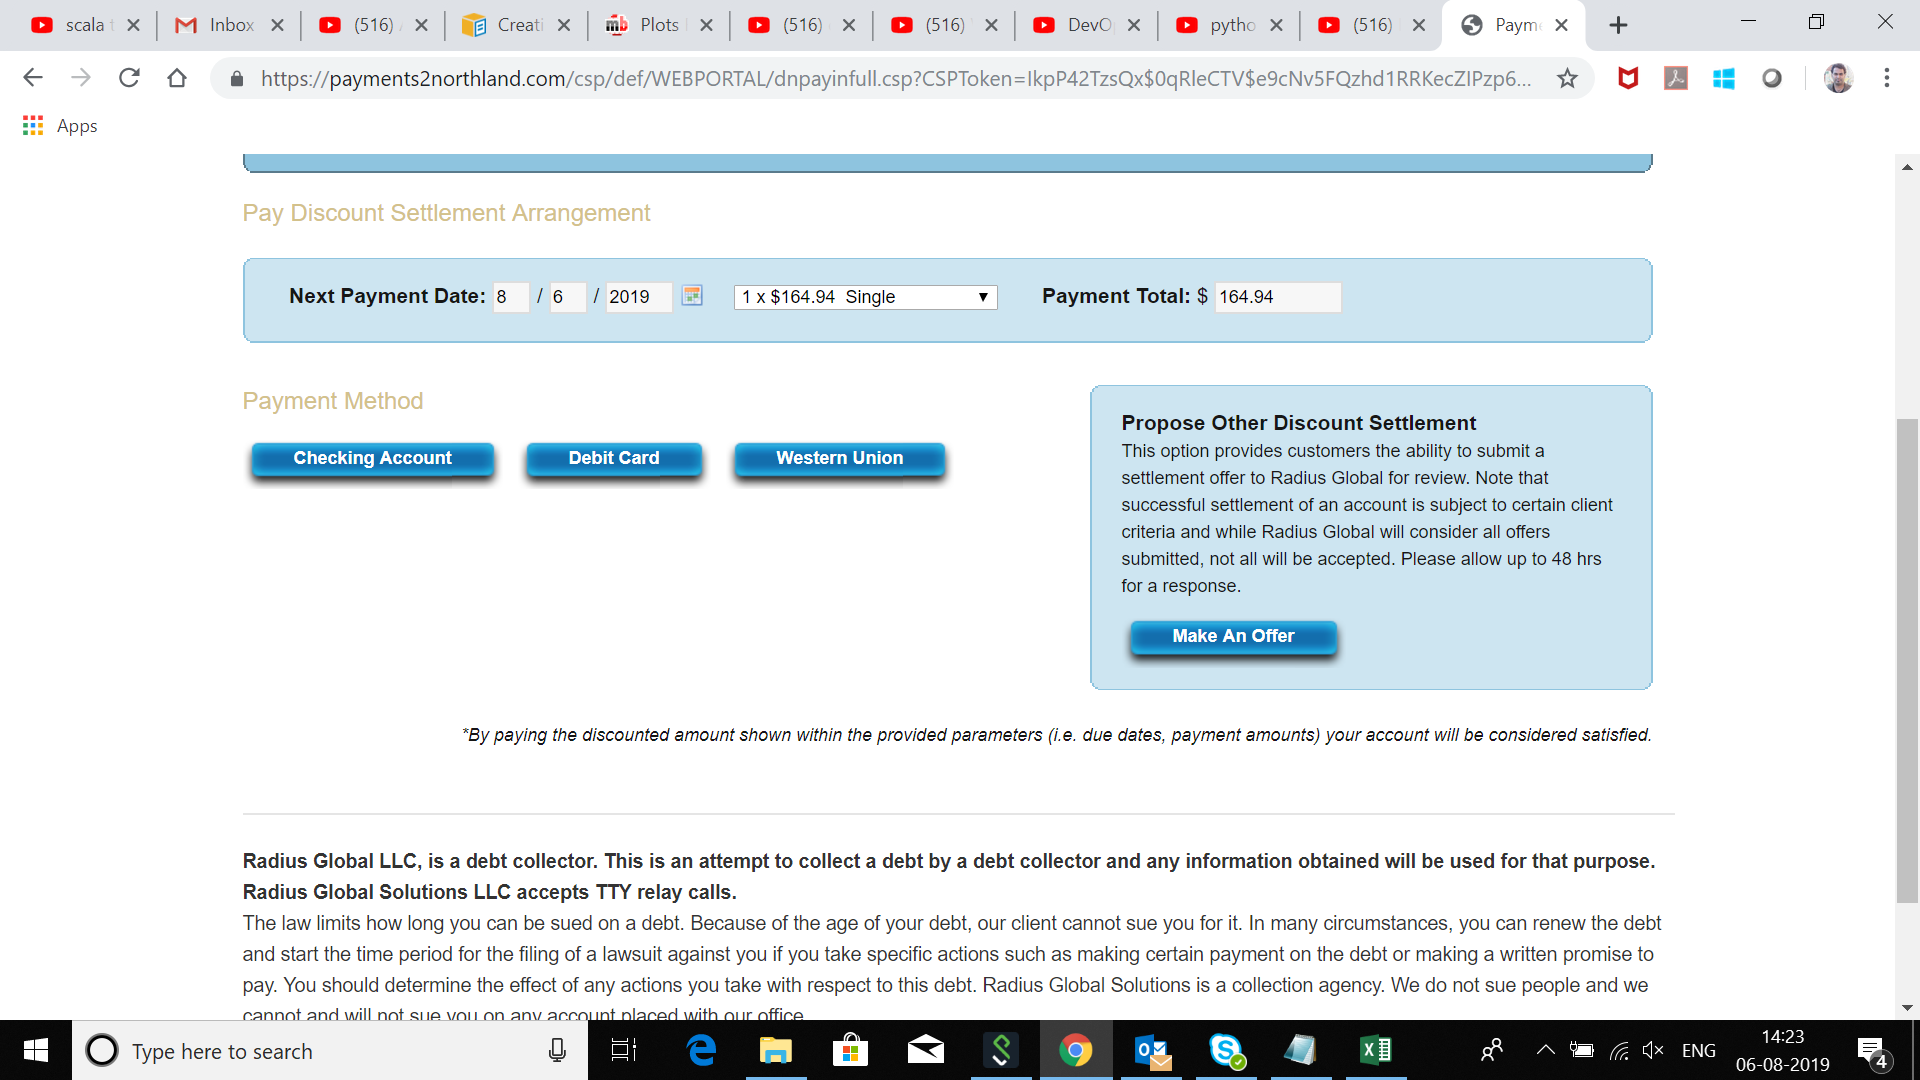 scala
Inbox
(516)
Creati
Plots
(516)
(516)
DevO
pytho
(516)
Payme
https://payments2northland.com/csp/def/WEBPORTAL/dnpayinfull.csp?CSPToken=IkpP42TzsQx$0qRleCTV$e9cNv5FQzhd1RRKecZIPzp6...
Apps
Pay Discount Settlement Arrangement
Next Payment Date: 8 / 6 / 2019 1 x $164.94 Single Payment Total: $ 164.94
Payment Method
Checking Account
Debit Card
Western Union
Propose Other Discount Settlement
This option provides customers the ability to submit a
settlement offer to Radius Global for review. Note that
successful settlement of an account is subject to certain client
criteria and while Radius Global will consider all offers
submitted, not all will be accepted. Please allow up to 48 hrs
for a response.
Make An Offer
*By paying the discounted amount shown within the provided parameters (i.e. due dates, payment amounts) your account will be considered satisfied.
Radius Global LLC, is a debt collector. This is an attempt to collect a debt by a debt collector and any information obtained will be used for that purpose.
Radius Global Solutions LLC accepts TTY relay calls.
The law limits how long you can be sued on a debt. Because of the age of your debt, our client cannot sue you for it. In many circumstances, you can renew the debt
and start the time period for the filing of a lawsuit against you if you take specific actions such as making certain payment on the debt or making a written promise to
pay. You should determine the effect of any actions you take with respect to this debt. Radius Global Solutions is a collection agency. We do not sue people and we
cannot and will not sue you on any account placed with our office.
Type here to search
ENG
14:23
06-08-2019
4